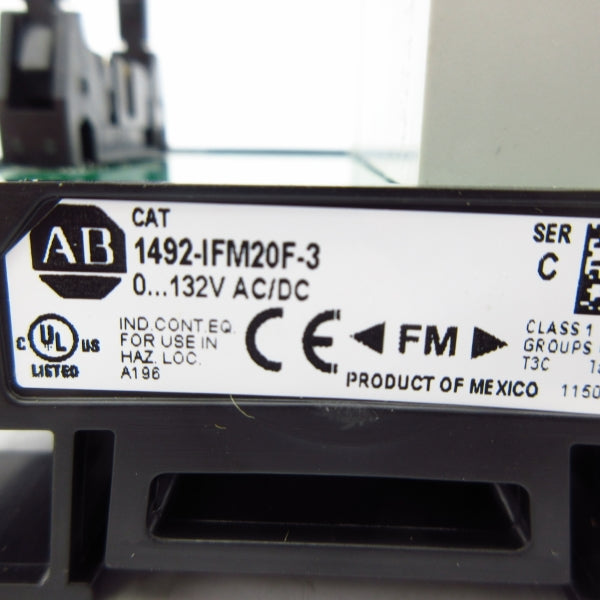 AB
CAT
1492-IFM20F-3
0...132V AC/DC
SER
C
C UL US
LISTED
IND.CONT.EQ.
FOR USE IN
HAZ. LOC.
A196
CE
FM
PRODUCT OF MEXICO
CLASS 1
GROUPS
T3C
1150